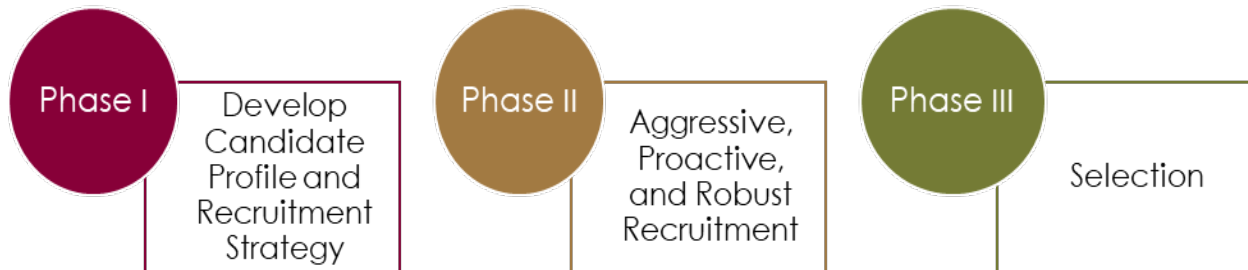 Phase I
Develop
Candidate
Profile and
Recruitment
Strategy
Phase II
Aggressive,
Proactive,
and Robust
Recruitment
Phase III
Selection